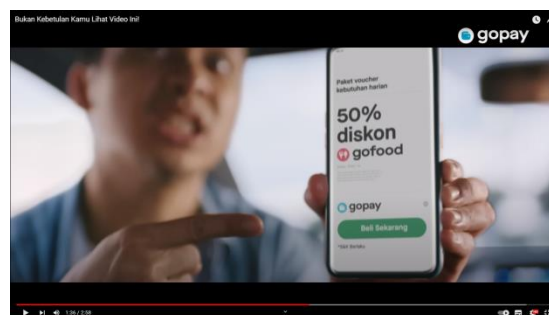 Bukan Kebetulan Kamu Lihat Video Ini!
gopay
Paket voucher
kebutuhan harian
50%
diskon
gofood
gopay
Beli Sekarang
1:36 / 2:58